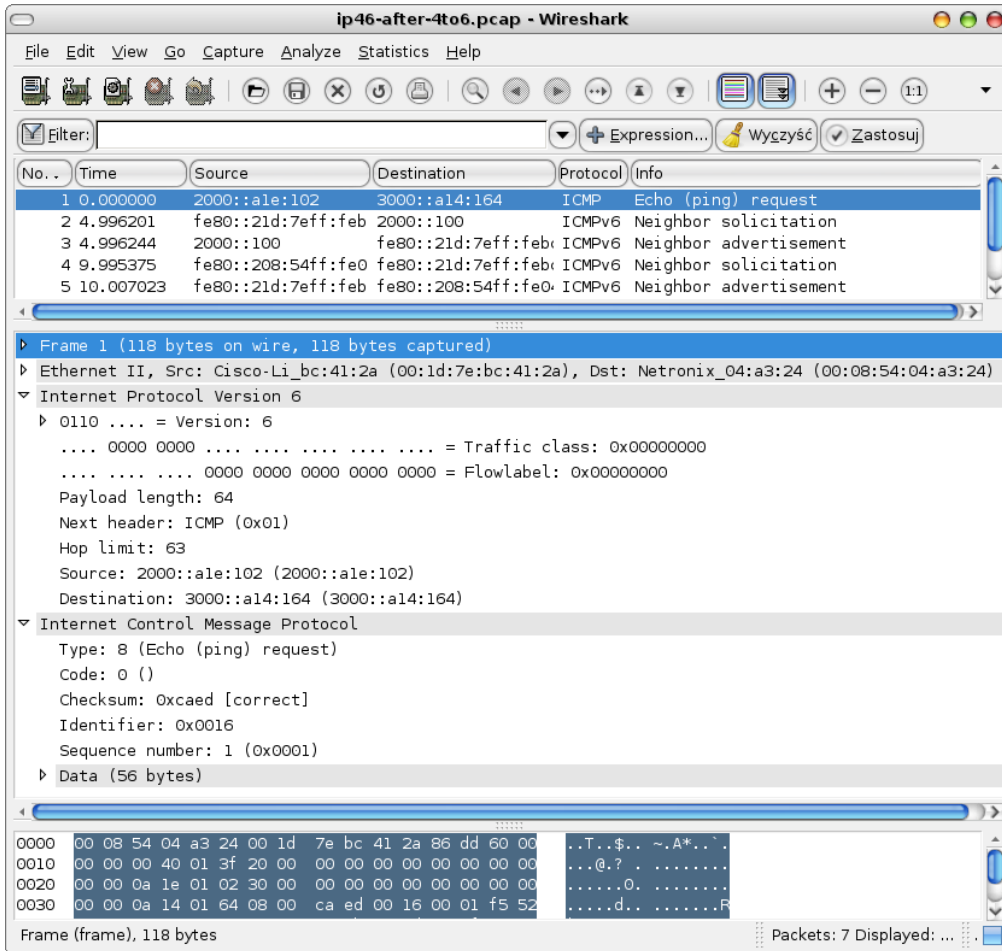 ip46-after-4to6.pcap - Wireshark
File Edit View Go Capture Analyze Statistics Help
1:1
Filter: Expression... Wyczyść Zastosuj
No. . Time Source Destination Protocol Info
1 0.000000 2000::a1e:102 3000::a14:164 ICMP Echo (ping) request
2 4.996201 fe80::21d:7eff:feb 2000::100 ICMPv6 Neighbor solicitation
3 4.996244 2000::100 fe80::21d:7eff:feb ICMPv6 Neighbor advertisement
4 9.995375 fe80::208:54ff:fe0 fe80::21d:7eff:feb ICMPv6 Neighbor solicitation
5 10.007023 fe80::21d:7eff:feb fe80::208:54ff:fe0 ICMPv6 Neighbor advertisement
Frame 1 (118 bytes on wire, 118 bytes captured)
Ethernet II, Src: Cisco-Li_bc:41:2a (00:1d:7e:bc:41:2a), Dst: Netronix_04:a3:24 (00:08:54:04:a3:24)
Internet Protocol Version 6
0110 .... = Version: 6
.... 0000 0000 .... .... .... .... .... = Traffic class: 0x00000000
.... .... .... 0000 0000 0000 0000 0000 = Flowlabel: 0x00000000
Payload length: 64
Next header: ICMP (0x01)
Hop limit: 63
Source: 2000::a1e:102 (2000::a1e:102)
Destination: 3000::a14:164 (3000::a14:164)
Internet Control Message Protocol
Type: 8 (Echo (ping) request)
Code: 0 ()
Checksum: 0xcaed [correct]
Identifier: 0x0016
Sequence number: 1 (0x0001)
Data (56 bytes)
0000 00 08 54 04 a3 24 00 1d 7e bc 41 2a 86 dd 60 00 ..T..$.. ~.A*..`.
0010 00 00 00 40 01 3f 20 00 00 00 00 00 00 00 00 00 ...@.? . ........
0020 00 00 0a 1e 01 02 30 00 00 00 00 00 00 00 00 00 ......0. ........
0030 00 00 0a 14 01 64 08 00 ca ed 00 16 00 01 f5 52 .....d.. .......R
Frame (frame), 118 bytes Packets: 7 Displayed: ... .